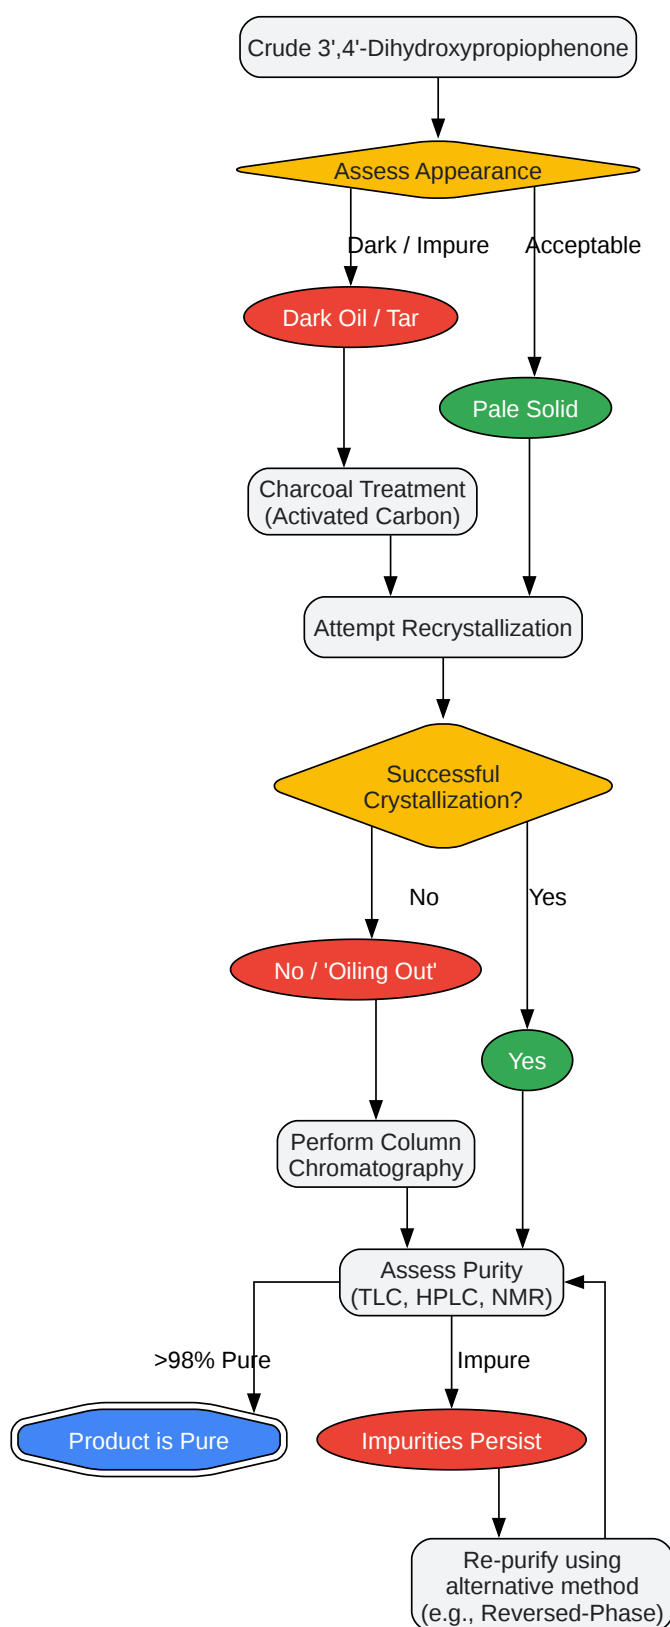 Crude 3',4'-Dihydroxypropiophenone
Assess Appearance
Dark / Impure
Acceptable
Dark Oil / Tar
Pale Solid
Charcoal Treatment
(Activated Carbon)
Attempt Recrystallization
Successful
Crystallization?
No
Yes
No / 'Oiling Out'
Yes
Perform Column
Chromatography
Assess Purity
(TLC, HPLC, NMR)
>98% Pure
Impure
Product is Pure
Impurities Persist
Re-purify using
alternative method
(e.g., Reversed-Phase)